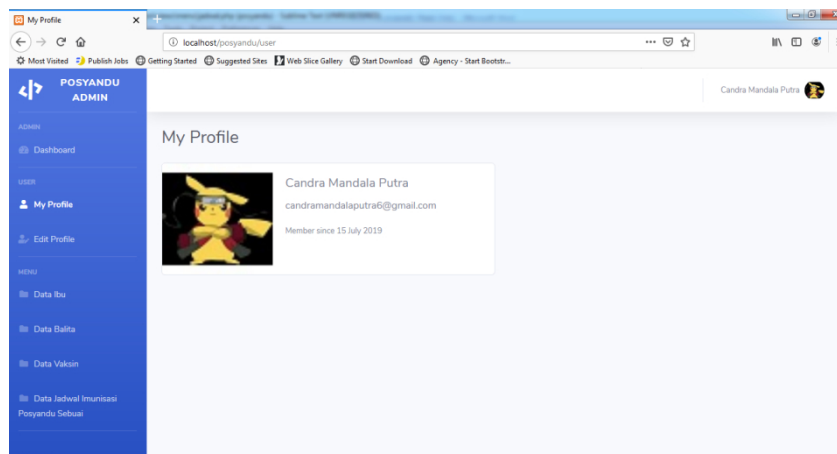 My Profile
localhost/posyandu/user
Most Visited Publish Jobs Getting Started Suggested Sites Web Slice Gallery Start Download Agency - Start Bootstr...
POSYANDU
ADMIN
Candra Mandala Putra
ADMIN
Dashboard
USER
My Profile
Edit Profile
MENU
Data Ibu
Data Balita
Data Vaksin
Data Jadwal Imunisasi
Posyandu Sebuai
My Profile
Candra Mandala Putra
candramandalaputra6@gmail.com
Member since 15 July 2019